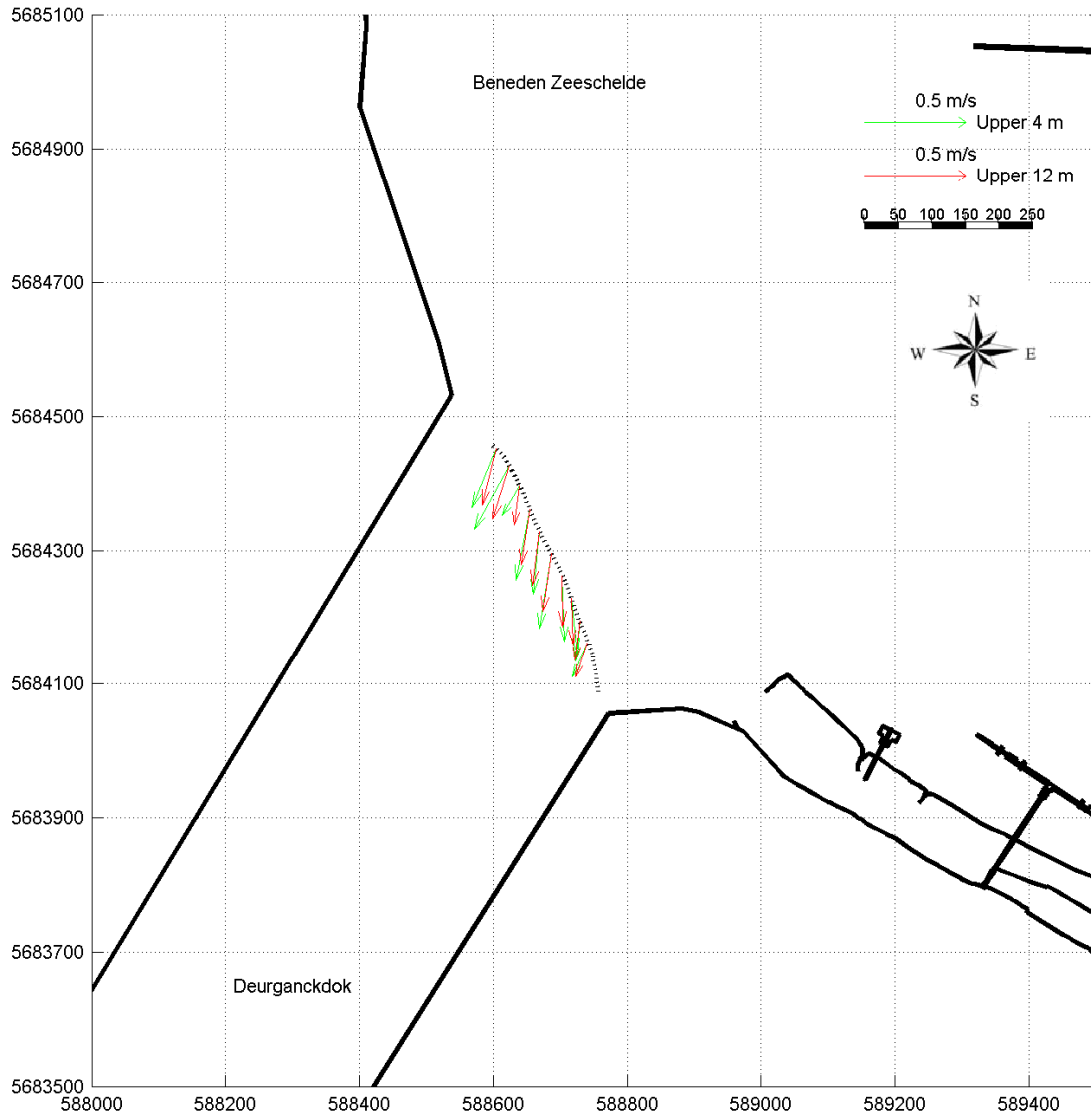 5685100
Beneden Zeeschelde
0.5 m/s
Upper 4 m
5684900
0.5 m/s
Upper 12 m
0 50 100 150 200 250
5684700
N
W E
S
5684500
5684300
5684100
5683900
5683700
Deurganckdok
5683500
588000 588200 588400 588600 588800 589000 589200 589400